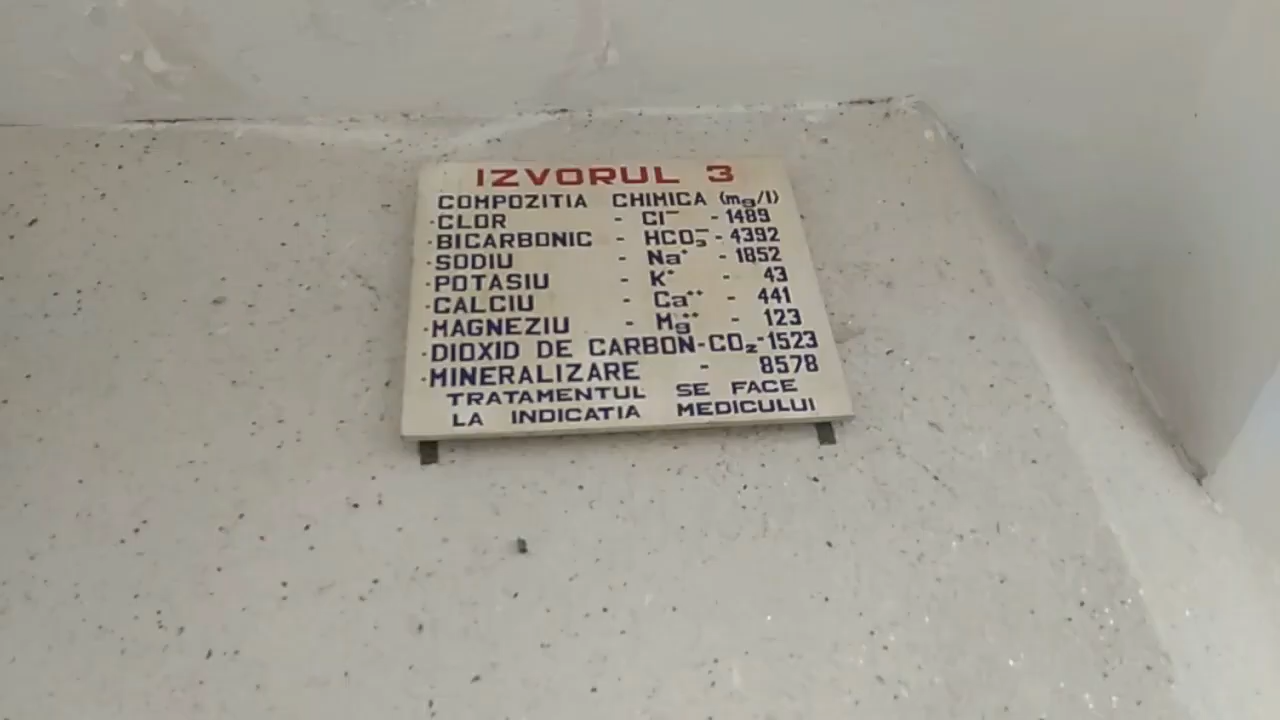 IZVORUL 3
COMPOZITIA CHIMICA (mg/l)
·CLOR - Cl⁻ - 1489
·BICARBONIC - HCO₃⁻ - 4392
·SODIU - Na⁺ - 1852
·POTASIU - K⁺ - 43
·CALCIU - Ca⁺⁺ - 441
·MAGNEZIU - Mg⁺⁺ - 123
·DIOXID DE CARBON-CO₂-1523
·MINERALIZARE - 8578
TRATAMENTUL SE FACE
LA INDICATIA MEDICULUI